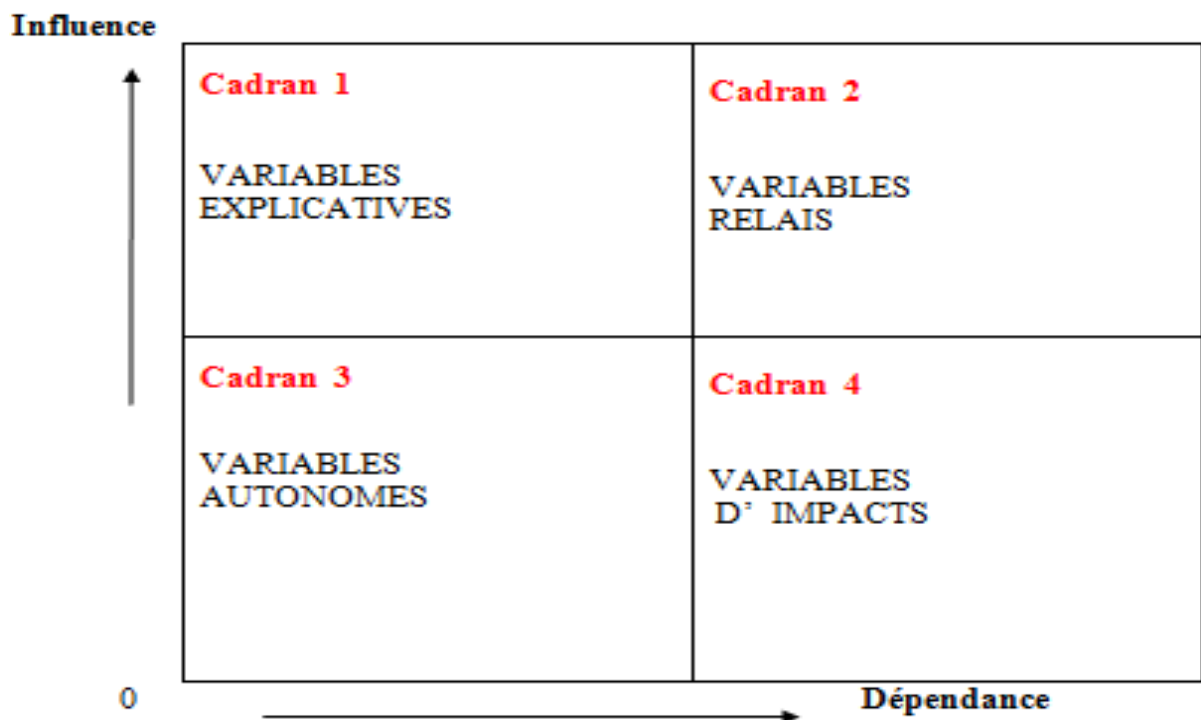 Influence
Cadran 1
VARIABLES
EXPLICATIVES
Cadran 2
VARIABLES
RELAIS
Cadran 3
VARIABLES
AUTONOMES
Cadran 4
VARIABLES
D' IMPACTS
0
Dépendance